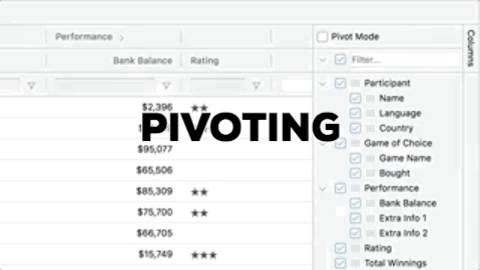 Performance
Pivot Mode
Columns
Bank Balance
Rating
Filter...
Participant
Name
Language
Country
Game of Choice
Game Name
Bought
Performance
Bank Balance
Extra Info 1
Extra Info 2
Rating
Total Winnings
$2,396 ★★
PIVOTING
$95,077
$65,506
$85,309 ★★
$75,700 ★★
$66,705
$15,749 ★★★